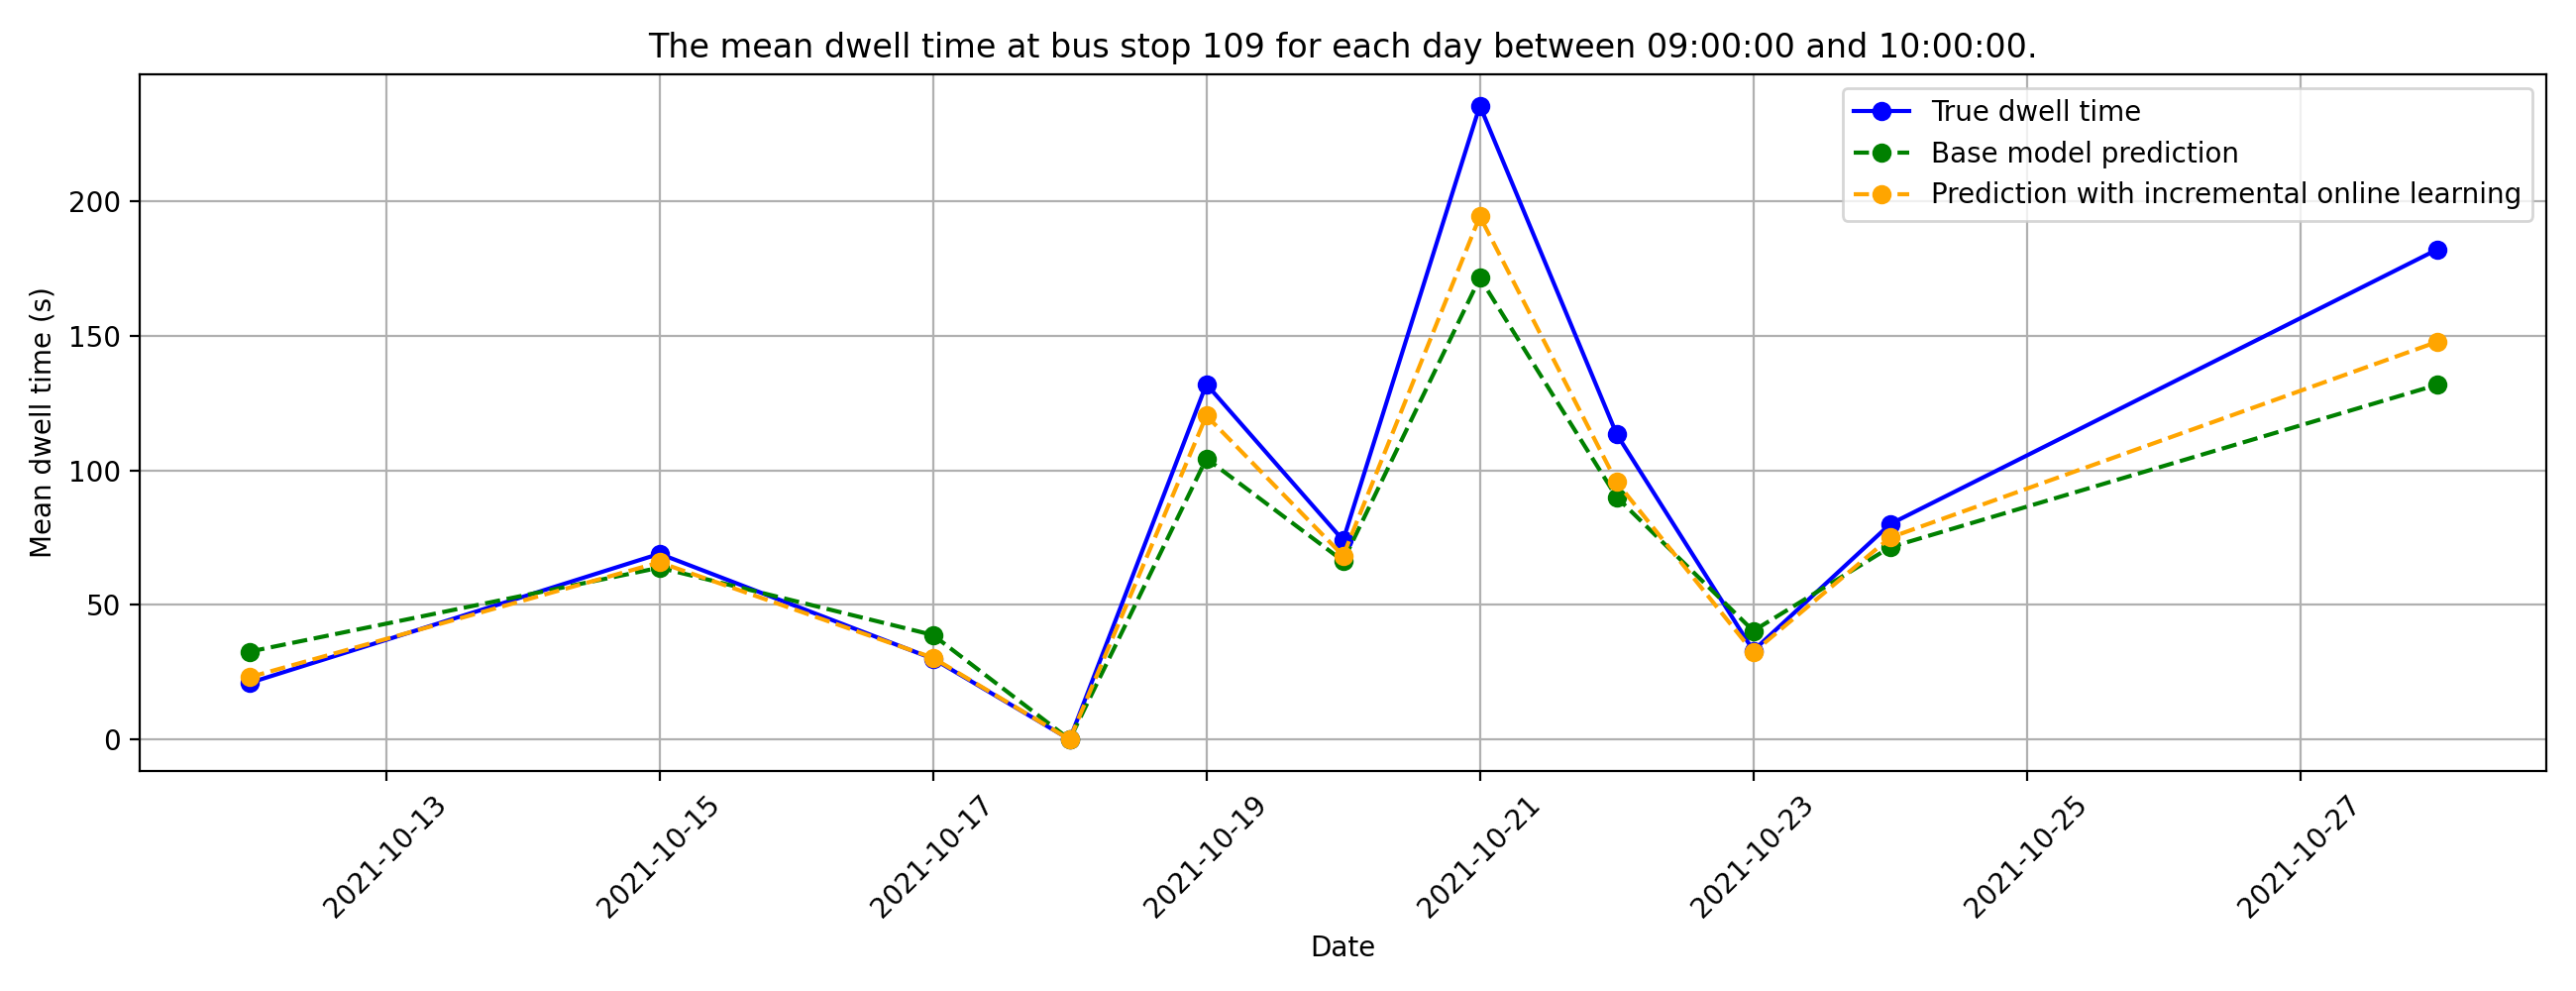 The mean dwell time at bus stop 109 for each day between 09:00:00 and 10:00:00.
True dwell time
Base model prediction
Prediction with incremental online learning
Mean dwell time (s)
200
150
100
50
0
2021-10-13
2021-10-15
2021-10-17
2021-10-19
2021-10-21
2021-10-23
2021-10-25
2021-10-27
Date